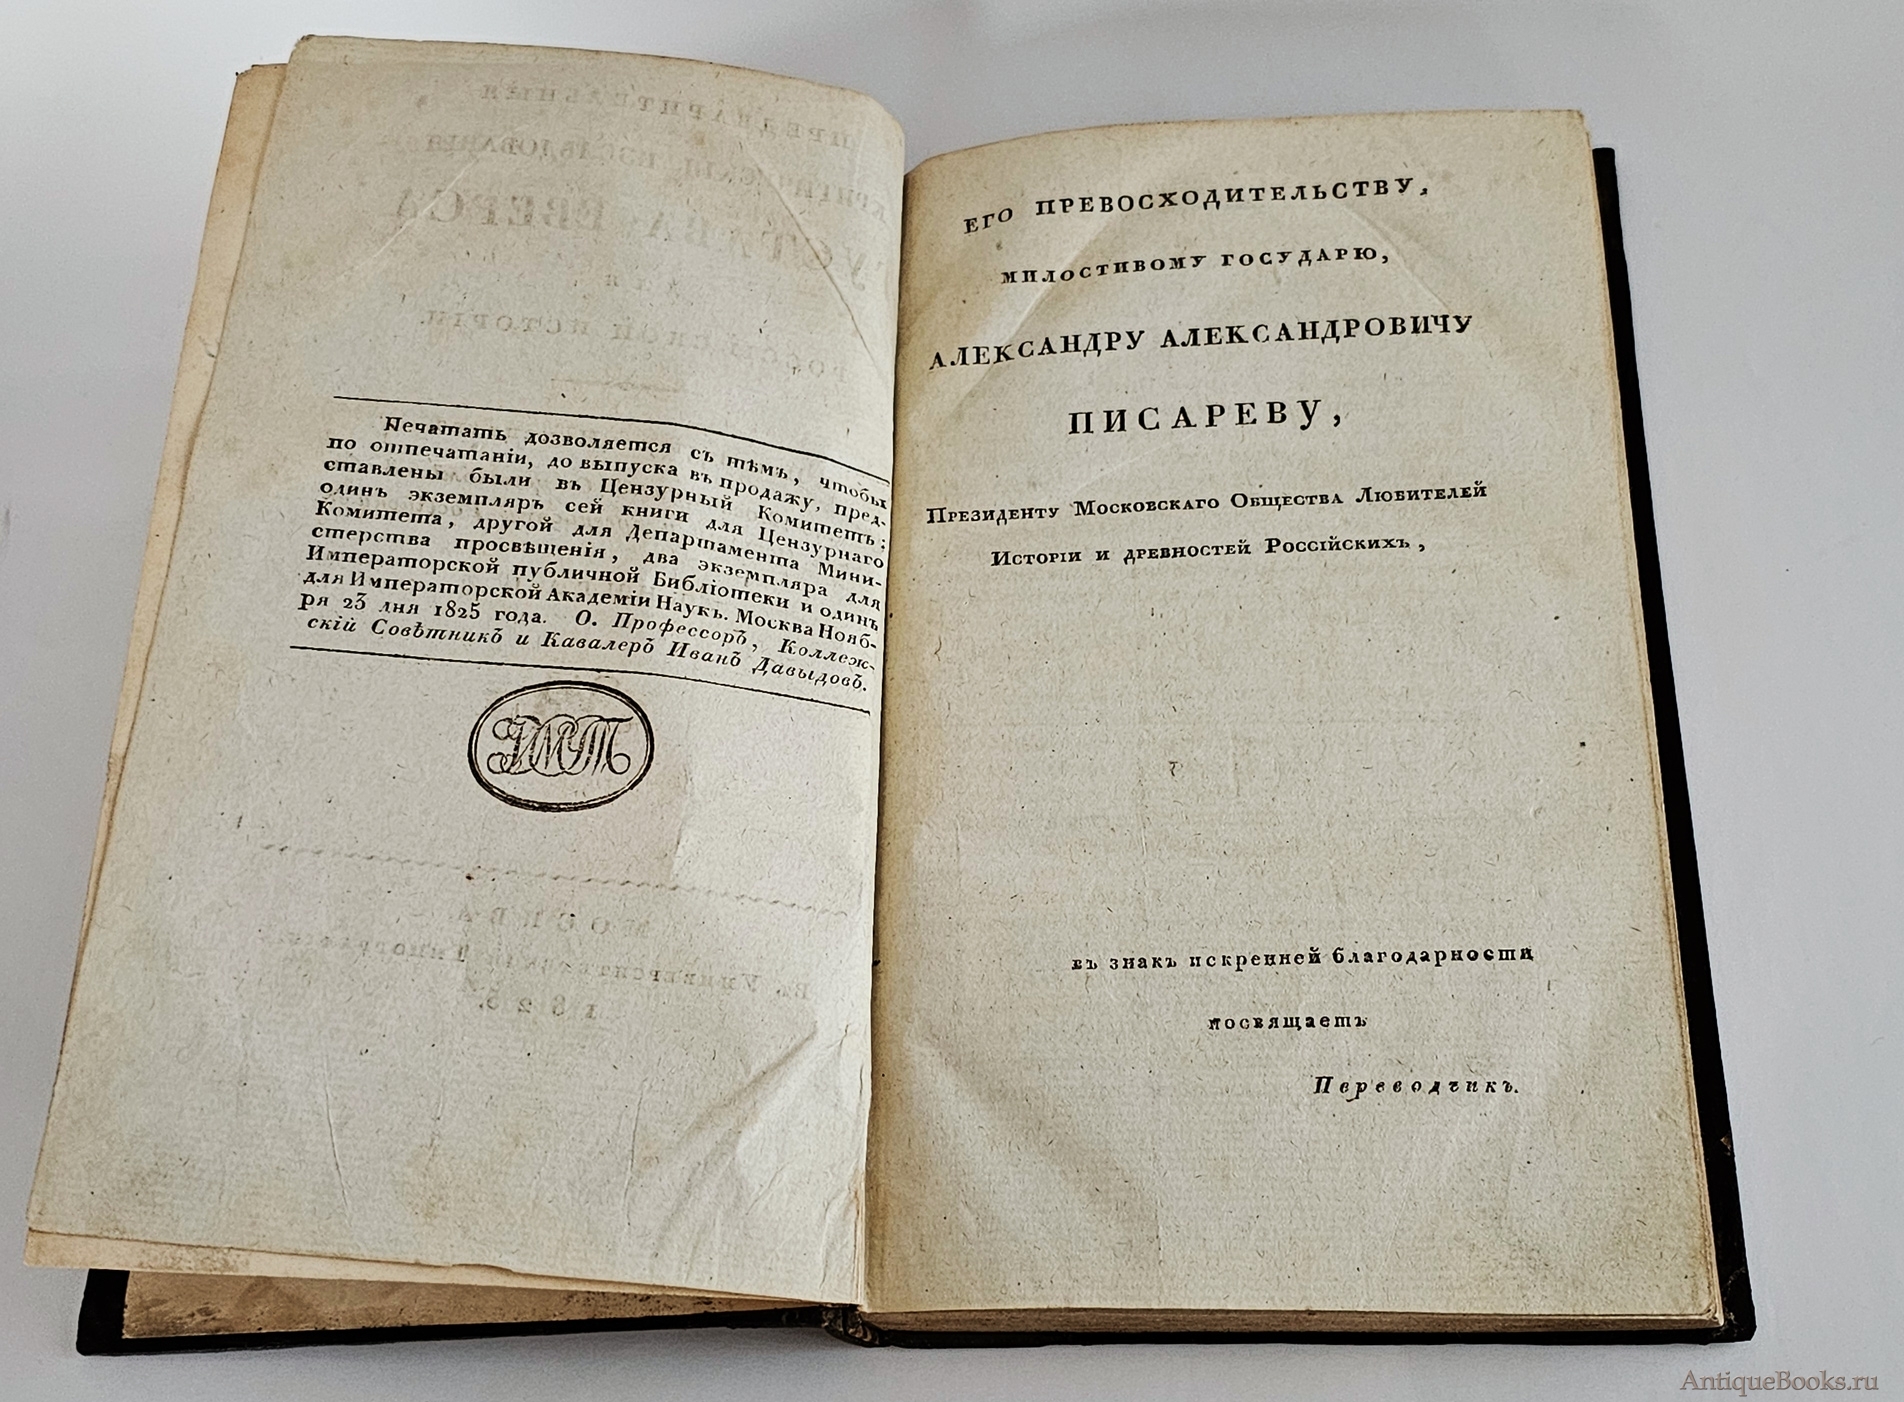 Печатать дозволяется съ тѣмъ, чтобы
по отпечатаніи, до выпуска въ продажу, пред-
ставлены были въ Цензурный Комитетъ;
одинъ экземпляръ сей книги для Цензурнаго
Комитета, другой для Департамента Мини-
стерства просвѣщенія, два экземпляра для
Императорской публичной Библіотеки и одинъ
для Императорской Академіи Наукъ. Москва Нояб-
ря 23 дня 1825 года. О. Профессоръ, Коллеж-
скій Совѣтникъ и Кавалеръ Иванъ Давыдовъ.
ЕГО ПРЕВОСХОДИТЕЛЬСТВУ,
МИЛОСТИВОМУ ГОСУДАРЮ,
АЛЕКСАНДРУ АЛЕКСАНДРОВИЧУ
ПИСАРЕВУ,
Президенту Московскаго Общества Любителей
Исторіи и древностей Россійскихъ,
въ знакъ искренней благодарности
посвящаетъ
Переводчикъ.
AntiqueBooks.ru